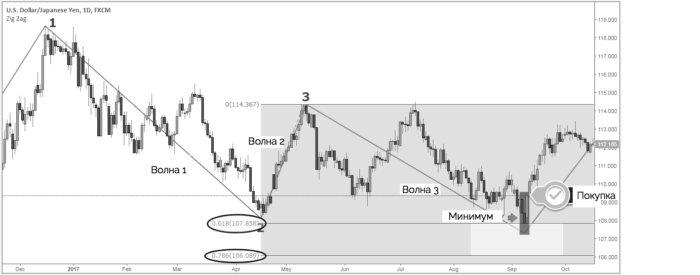 U.S. Dollar/Japanese Yen, 1D, FXCM
Zig Zag
1
119.000
118.000
117.000
116.000
115.000
3
0(114.367)
114.000
113.000
Волна 2
112.165
Волна 1
111.000
110.000
Волна 3
Покупка
109.000
Минимум
108.000
0.618(107.858)
2
107.000
0.786(106.089)
106.000
Dec 2017 Feb Mar Apr May Jun Jul Aug Sep Oct